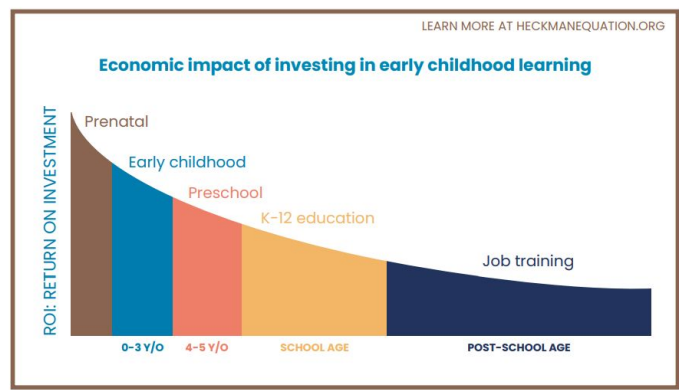 LEARN MORE AT HECKMANEQUATION.ORG
Economic impact of investing in early childhood learning
ROI: RETURN ON INVESTMENT
Prenatal
Early childhood
Preschool
K-12 education
Job training
0-3 Y/O
4-5 Y/O
SCHOOL AGE
POST-SCHOOL AGE